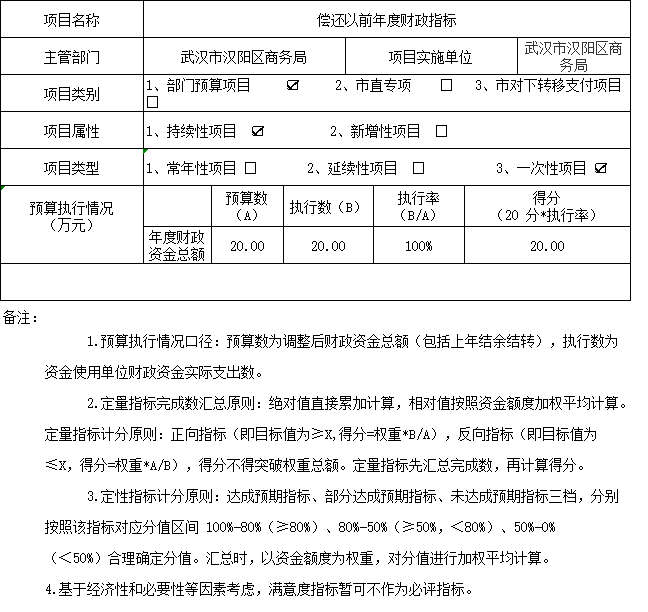 项目名称 偿还以前年度财政指标
主管部门 武汉市汉阳区商务局 项目实施单位 武汉市汉阳区商务局
项目类别 1、部门预算项目 ☑ 2、市直专项 □ 3、市对下转移支付项目 □
项目属性 1、持续性项目 ☑ 2、新增性项目 □
项目类型 1、常年性项目 □ 2、延续性项目 □ 3、一次性项目 ☑
预算执行情况（万元） 预算数（A） 执行数（B） 执行率（B/A） 得分（20 分*执行率）
年度财政资金总额 20.00 20.00 100% 20.00
备注：
1.预算执行情况口径：预算数为调整后财政资金总额（包括上年结余结转），执行数为
资金使用单位财政资金实际支出数。
2.定量指标完成数汇总原则：绝对值直接累加计算，相对值按照资金额度加权平均计算。
定量指标计分原则：正向指标（即目标值为≥X,得分=权重*B/A），反向指标（即目标值为
≤X，得分=权重*A/B），得分不得突破权重总额。定量指标先汇总完成数，再计算得分。
3.定性指标计分原则：达成预期指标、部分达成预期指标、未达成预期指标三档，分别
按照该指标对应分值区间 100%-80%（≥80%）、80%-50%（≥50%，＜80%）、50%-0%
（＜50%）合理确定分值。汇总时，以资金额度为权重，对分值进行加权平均计算。
4.基于经济性和必要性等因素考虑，满意度指标暂可不作为必评指标。